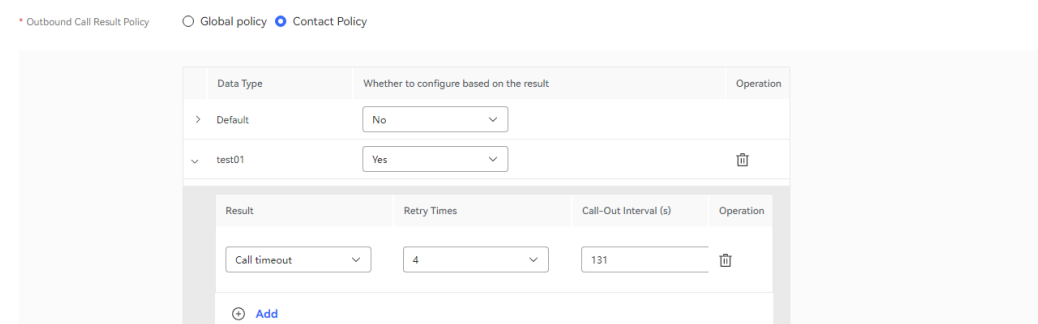 * Outbound Call Result Policy Global policy Contact Policy
Data Type Whether to configure based on the result Operation
Default No
test01 Yes
Result Retry Times Call-Out Interval (s) Operation
Call timeout 4 131
Add